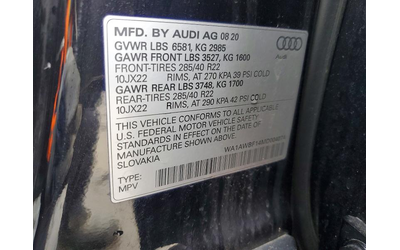 MFD. BY AUDI AG 08 20
GVWR LBS 6581, KG 2985
GAWR FRONT LBS 3527, KG 1600
FRONT-TIRES 285/40 R22
10JX22 RIMS, AT 270 KPA 39 PSI COLD
GAWR REAR LBS 3748, KG 1700
REAR-TIRES 285/40 R22
10JX22 RIMS, AT 290 KPA 42 PSI COLD
THIS VEHICLE CONFORMS TO ALL APPLICABLE
U.S. FEDERAL MOTOR VEHICLE SAFETY
STANDARDS IN EFFECT ON THE DATE OF
MANUFACTURE SHOWN ABOVE.
SLOVAKIA
TYPE:
MPV